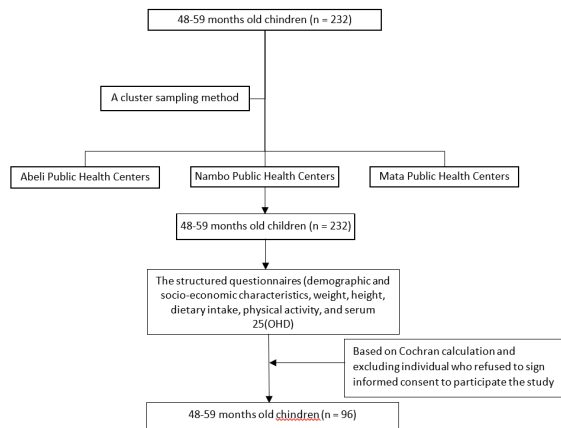 48-59 months old chindren (n = 232)
A cluster sampling method
Abeli Public Health Centers
Nambo Public Health Centers
Mata Public Health Centers
48-59 months old children (n = 232)
The structured questionnaires (demographic and
socio-economic characteristics, weight, height,
dietary intake, physical activity, and serum
25(OHD)
Based on Cochran calculation and
excluding individual who refused to sign
informed consent to participate the study
48-59 months old chindren (n = 96)